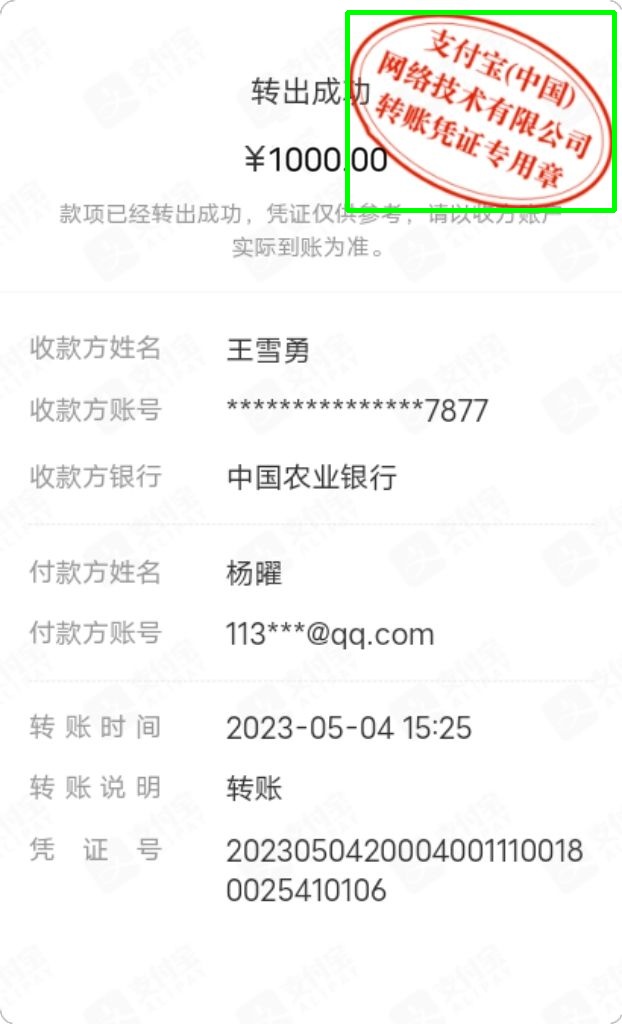 支付宝(中国)
网络技术有限公司
转账凭证专用章
转出成功
¥1000.00
款项已经转出成功，凭证仅供参考，请以收方账户
实际到账为准。
收款方姓名 王雪勇
收款方账号 ***************7877
收款方银行 中国农业银行
付款方姓名 杨曜
付款方账号 113***@qq.com
转账时间 2023-05-04 15:25
转账说明 转账
凭证号 2023050420004001110018
0025410106